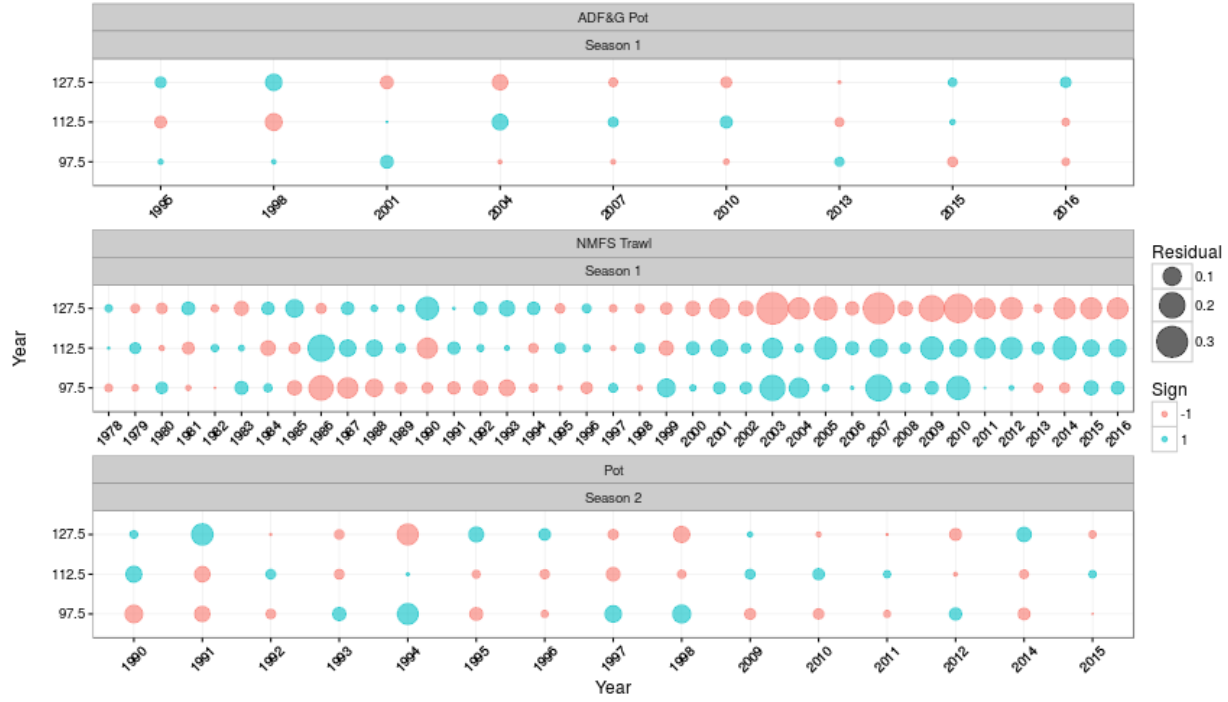 ADF&G Pot
Season 1
127.5
112.5
97.5
1995 1998 2001 2004 2007 2010 2013 2015 2016
NMFS Trawl
Season 1
127.5
112.5
97.5
1978 1979 1980 1981 1982 1983 1984 1985 1986 1987 1988 1989 1990 1991 1992 1993 1994 1995 1996 1997 1998 1999 2000 2001 2002 2003 2004 2005 2006 2007 2008 2009 2010 2011 2012 2013 2014 2015 2016
Pot
Season 2
127.5
112.5
97.5
1990 1991 1992 1993 1994 1995 1996 1997 1998 2009 2010 2011 2012 2014 2015
Year
Year
Residual
0.1
0.2
0.3
Sign
-1
1